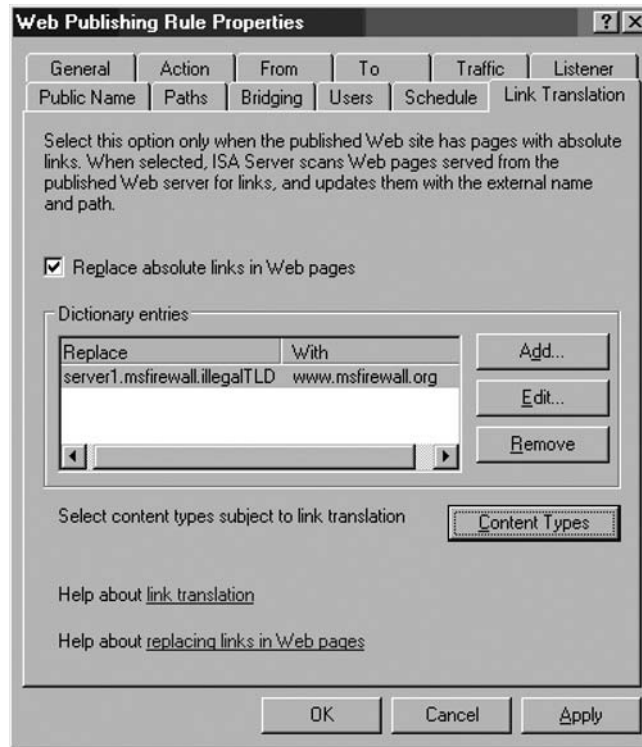 Web Publishing Rule Properties
General Action From To Traffic Listener
Public Name Paths Bridging Users Schedule Link Translation
Select this option only when the published Web site has pages with absolute
links. When selected, ISA Server scans Web pages served from the
published Web server for links, and updates them with the external name
and path.
Replace absolute links in Web pages
Dictionary entries
Replace With
server1.msfirewall.illegalTLD www.msfirewall.org
Add...
Edit...
Remove
Select content types subject to link translation Content Types
Help about link translation
Help about replacing links in Web pages
OK Cancel Apply